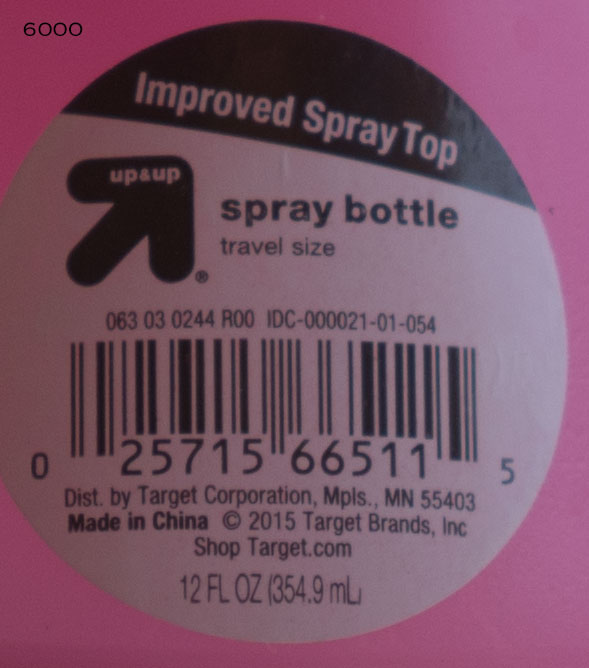 6000
Improved Spray Top
up&up
spray bottle
travel size
®
063 03 0244 R00 IDC-000021-01-054
0 25715 66511 5
Dist. by Target Corporation, Mpls., MN 55403
Made in China © 2015 Target Brands, Inc
Shop Target.com
12 FL OZ (354.9 mL)